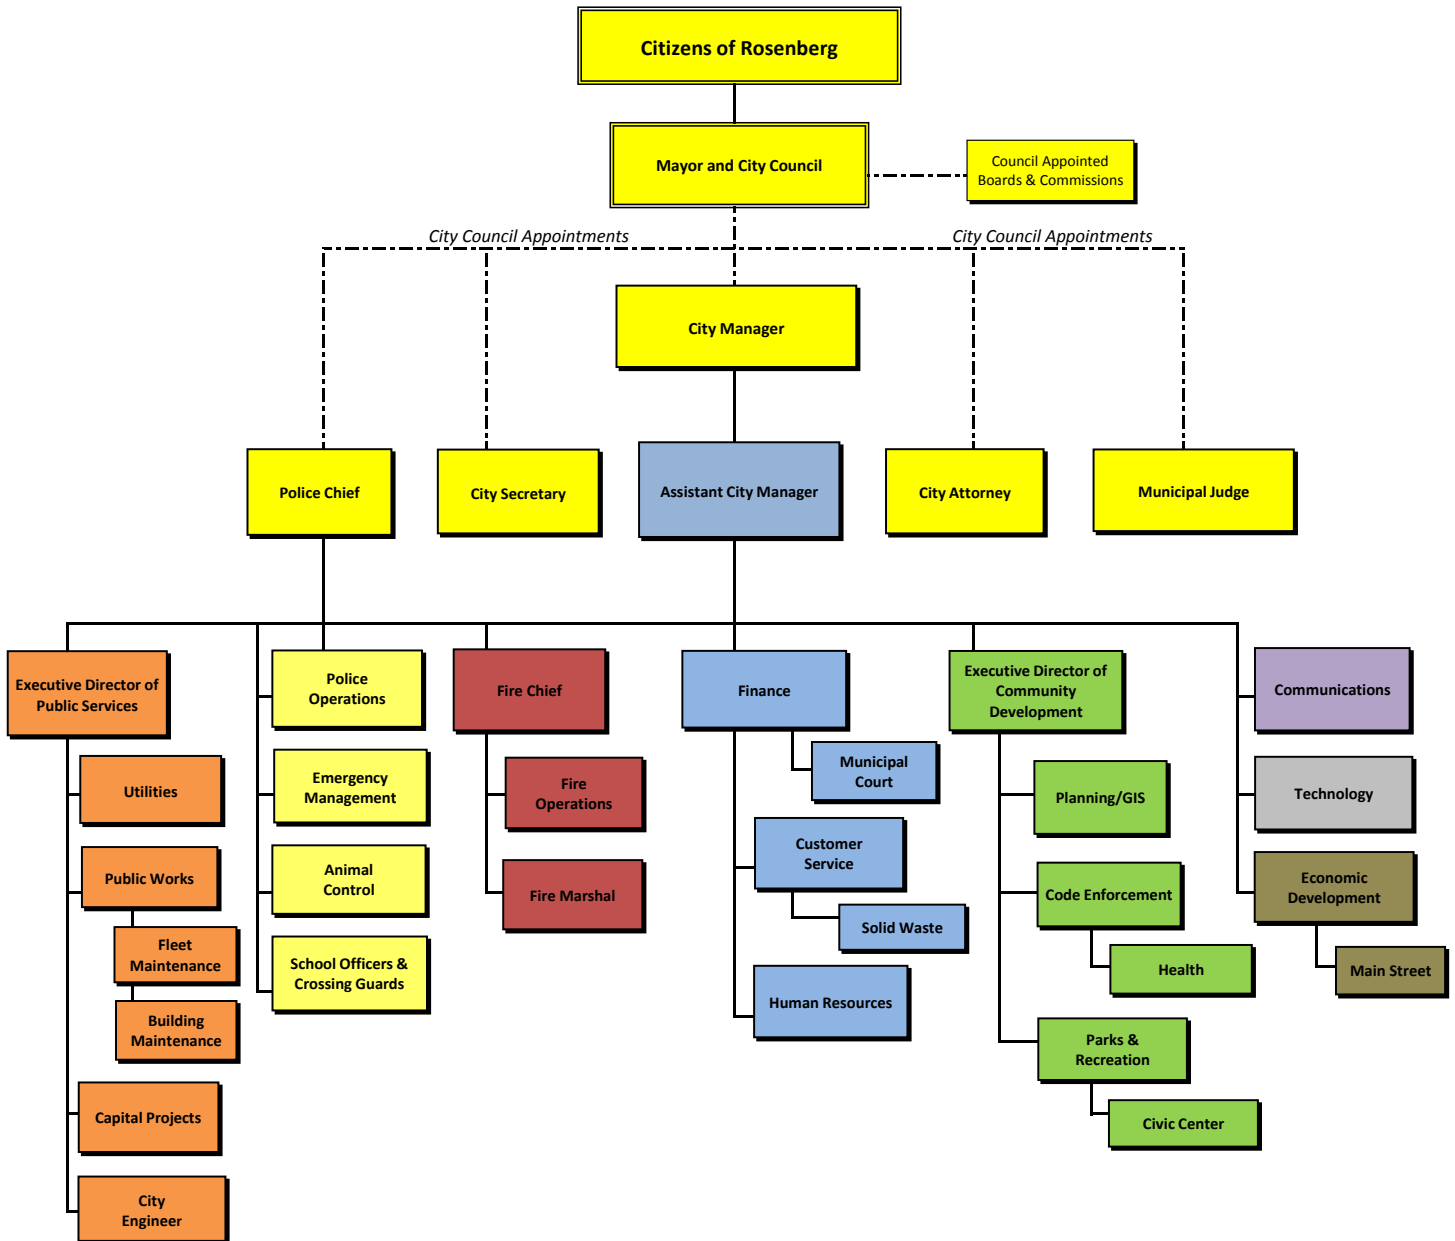 Citizens of Rosenberg
Mayor and City Council
Council Appointed
Boards & Commissions
City Council Appointments
City Council Appointments
City Manager
Police Chief
City Secretary
Assistant City Manager
City Attorney
Municipal Judge
Executive Director of
Public Services
Utilities
Public Works
Fleet
Maintenance
Building
Maintenance
Capital Projects
City
Engineer
Police
Operations
Emergency
Management
Animal
Control
School Officers &
Crossing Guards
Fire Chief
Fire
Operations
Fire Marshal
Finance
Municipal
Court
Customer
Service
Solid Waste
Human Resources
Executive Director of
Community
Development
Planning/GIS
Code Enforcement
Health
Parks &
Recreation
Civic Center
Communications
Technology
Economic
Development
Main Street